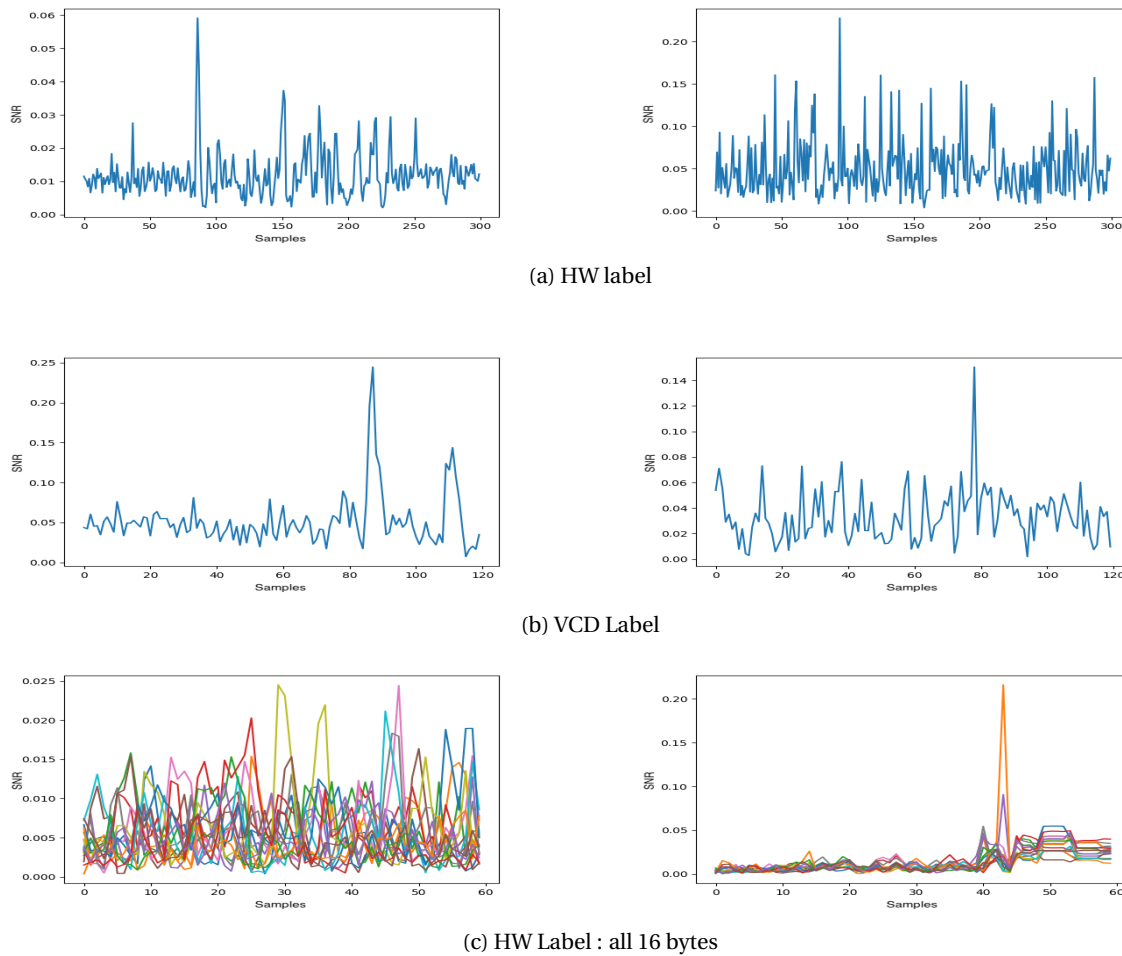 0.06
0.05
0.04
0.03
0.02
0.01
0.00
SNR
0 50 100 150 200 250 300
Samples
0.20
0.15
0.10
0.05
0.00
SNR
0 50 100 150 200 250 300
Samples
(a) HW label
0.25
0.20
0.15
0.10
0.05
0.00
SNR
0 20 40 60 80 100 120
Samples
0.14
0.12
0.10
0.08
0.06
0.04
0.02
0.00
SNR
0 20 40 60 80 100 120
Samples
(b) VCD Label
0.025
0.020
0.015
0.010
0.005
0.000
SNR
0 10 20 30 40 50 60
Samples
0.20
0.15
0.10
0.05
0.00
SNR
0 10 20 30 40 50 60
Samples
(c) HW Label : all 16 bytes